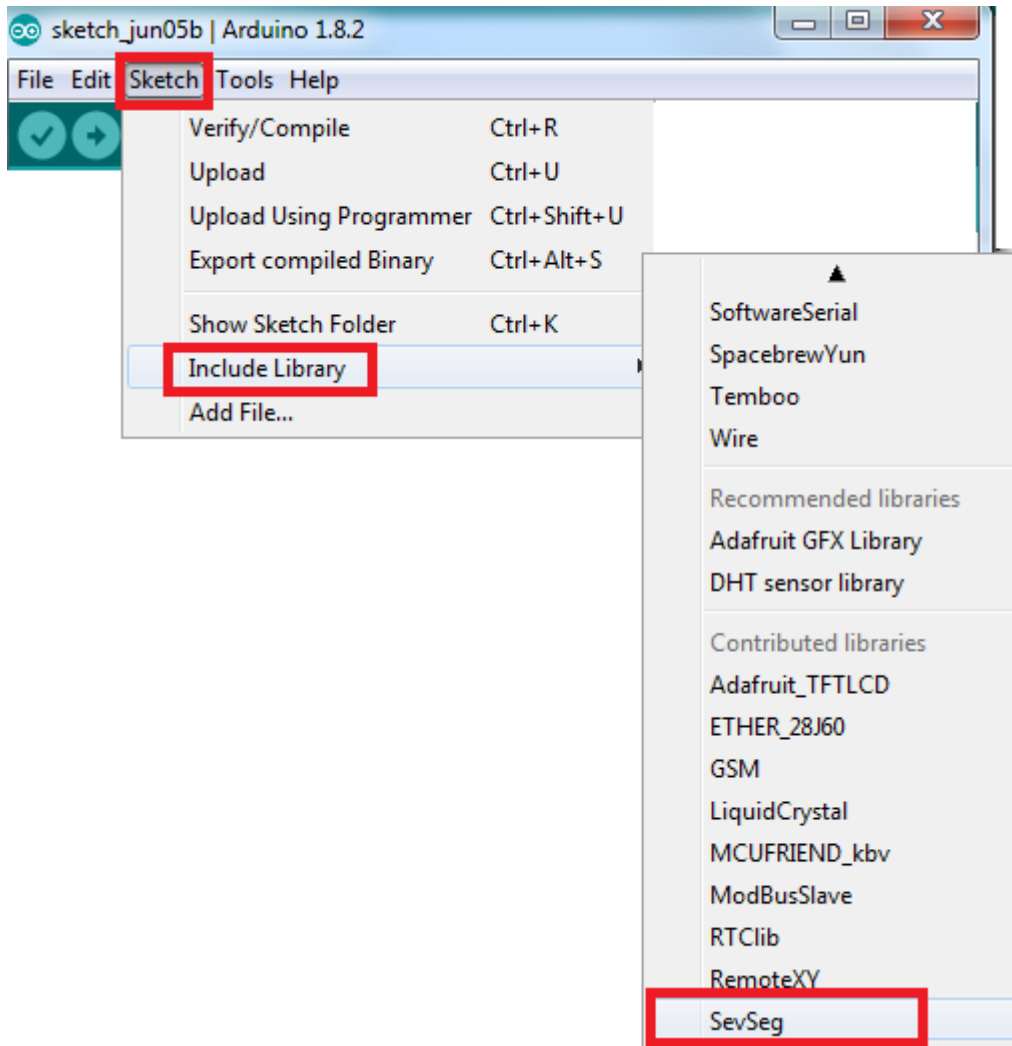 sketch_jun05b | Arduino 1.8.2
File Edit Sketch Tools Help
Verify/Compile Ctrl+R
Upload Ctrl+U
Upload Using Programmer Ctrl+Shift+U
Export compiled Binary Ctrl+Alt+S
Show Sketch Folder Ctrl+K
Include Library
Add File...
SoftwareSerial
SpacebrewYun
Temboo
Wire
Recommended libraries
Adafruit GFX Library
DHT sensor library
Contributed libraries
Adafruit_TFTLCD
ETHER_28J60
GSM
LiquidCrystal
MCUFRIEND_kbv
ModBusSlave
RTClib
RemoteXY
SevSeg